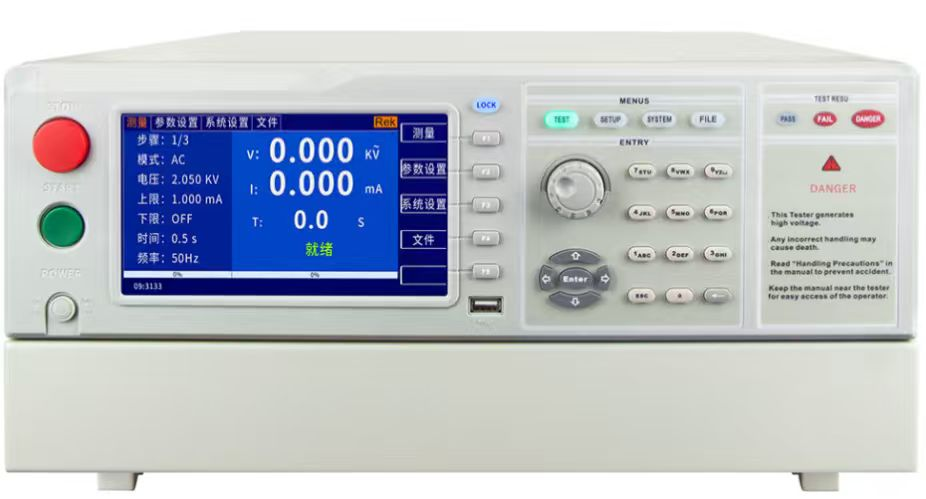 STOP
START
POWER
测量 参数设置 系统设置 文件 Rek
步骤：1/3
模式：AC
电压：2.050 KV
上限：1.000 mA
下限：OFF
时间：0.5 s
频率：50Hz
V: 0.000 KV
I: 0.000 mA
T: 0.0 S
就绪
0% 0%
09:3133
测量
参数设置
系统设置
文件
LOCK
F1
F2
F3
F4
F5
MENUS
TEST SETUP SYSTEM FILE
ENTRY
7STU 8VWX 9YZ
4JKL 5MNO 6PQR
1ABC 2DEF 3GHI
ESC 0
Enter
TEST RESU
PASS FAIL DANGER
DANGER
This Tester generates
high voltage.
Any incorrect handling may
cause death.
Read "Handling Precautions" in
the manual to prevent accident.
Keep the manual near the tester
for easy access of the operator.